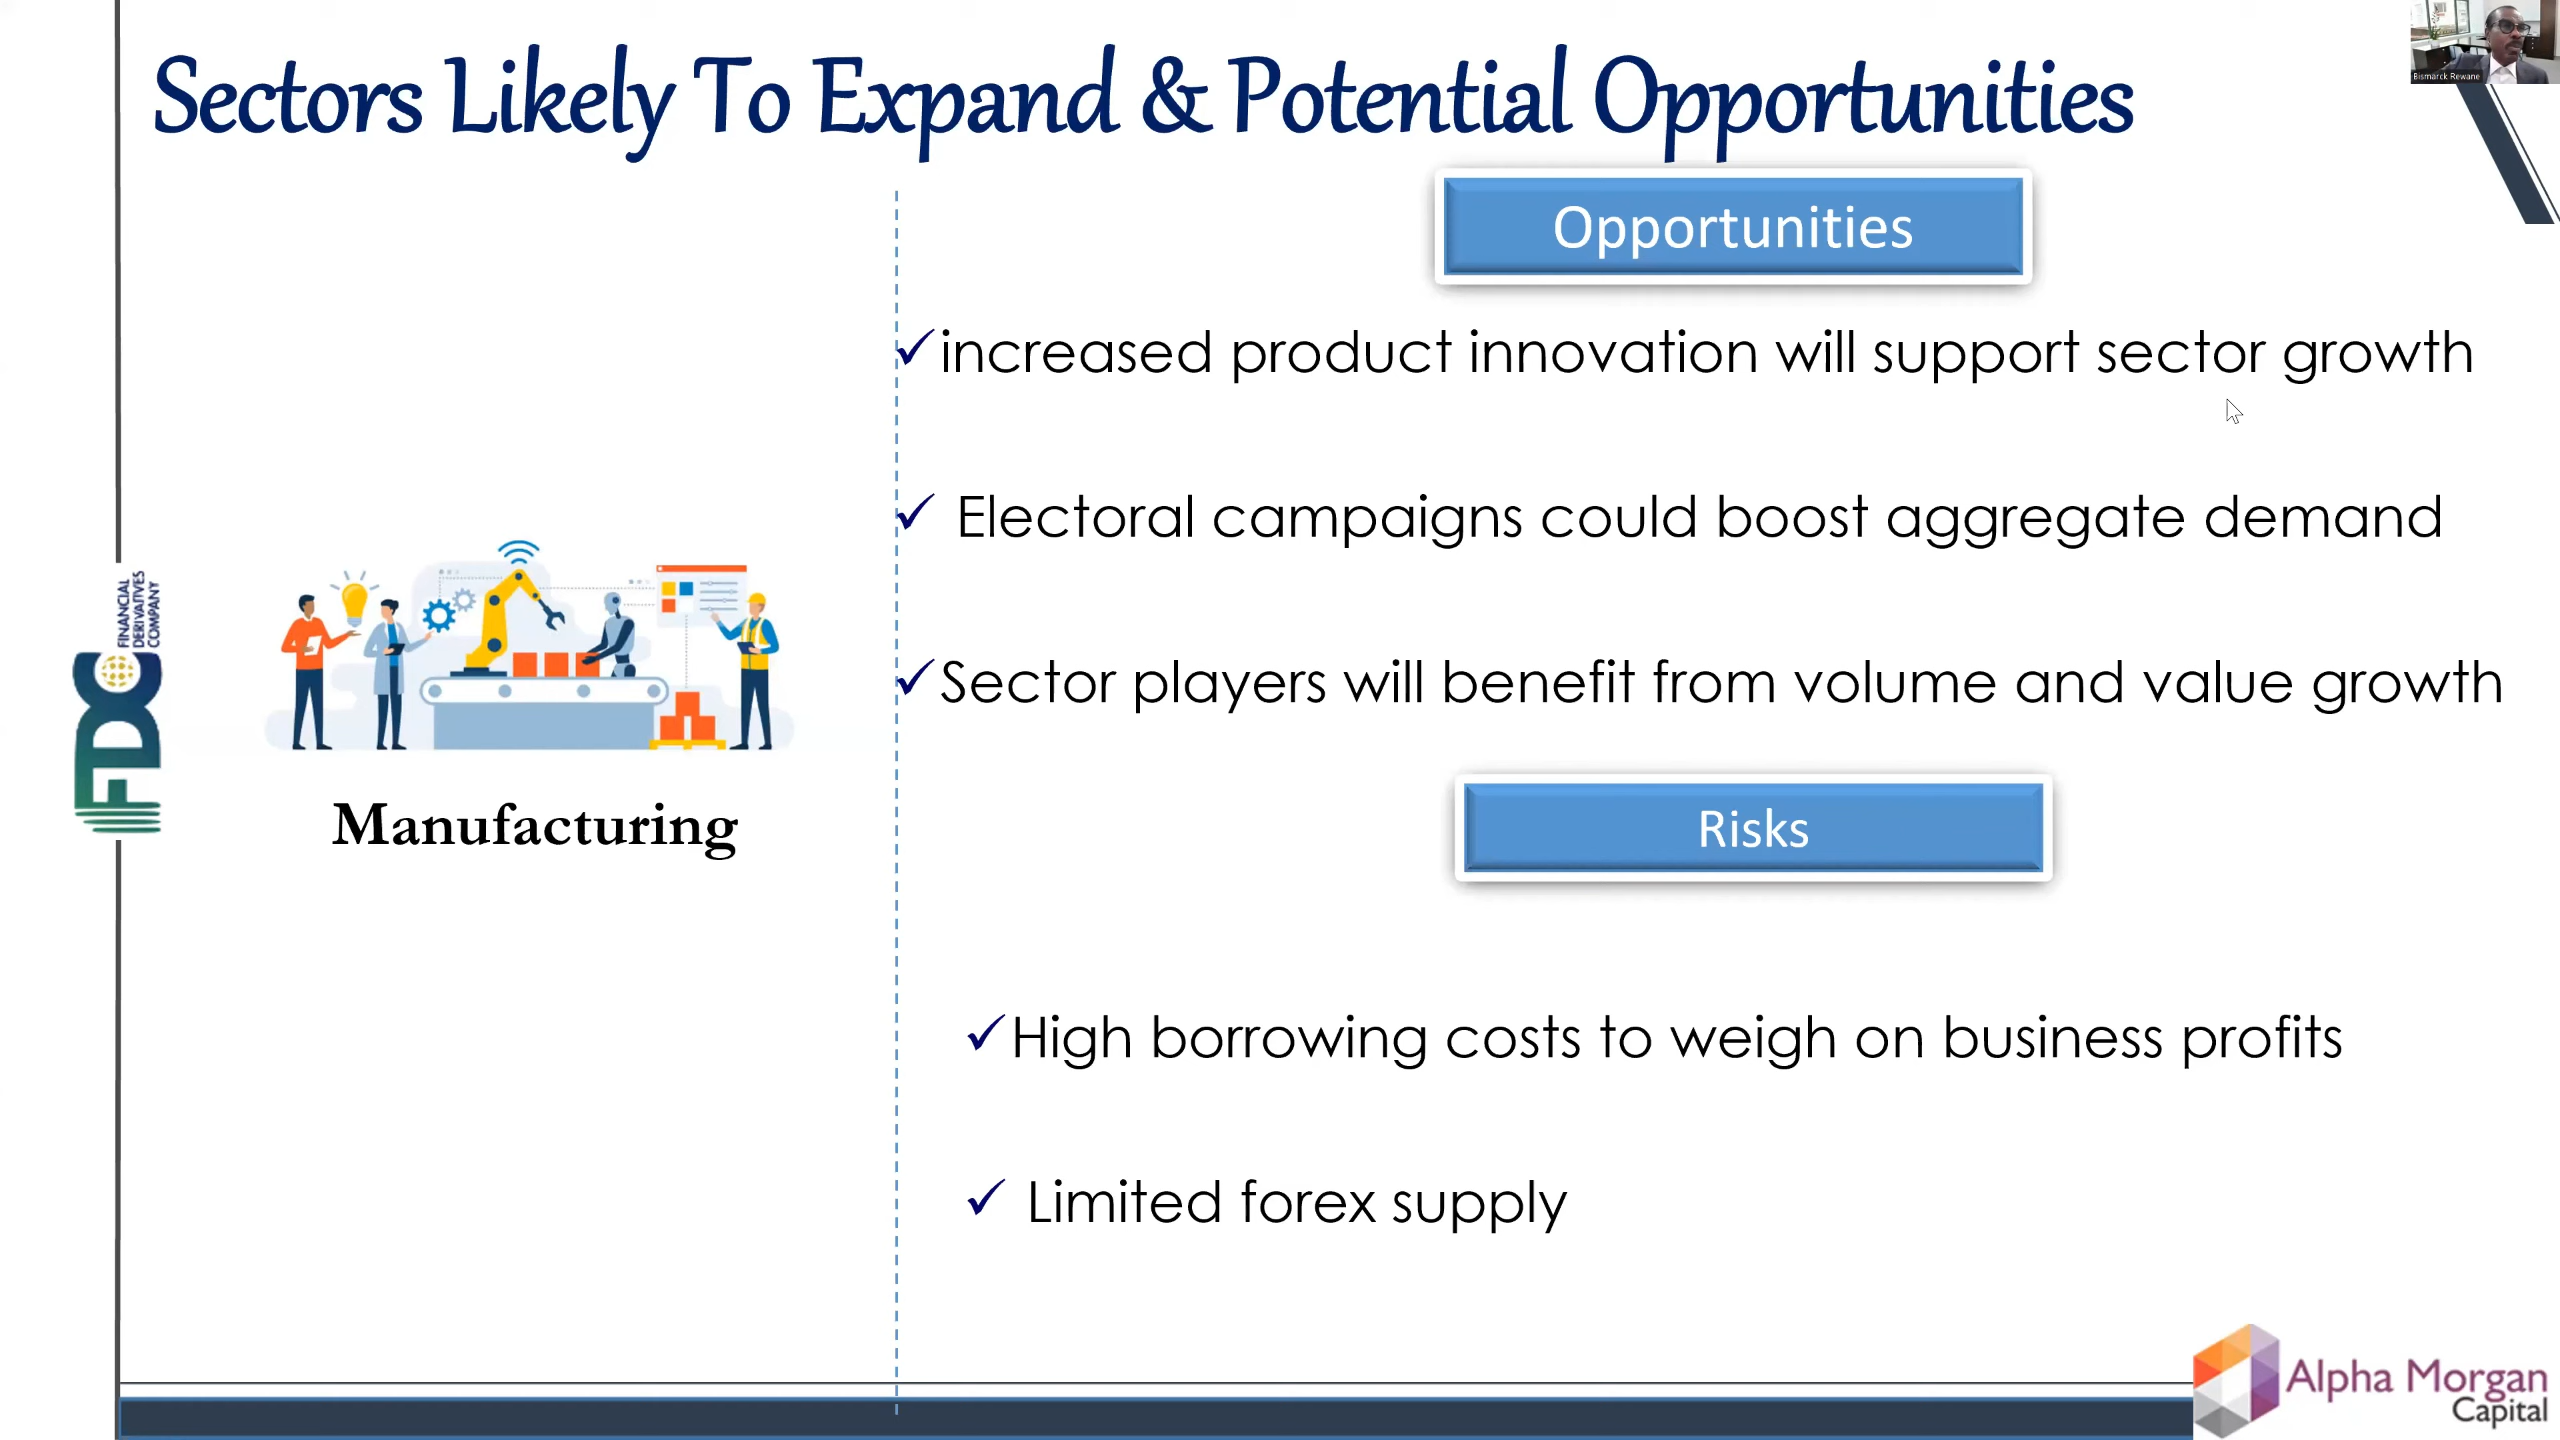 Sectors Likely To Expand & Potential Opportunities
Bismarck Rewane
Opportunities
increased product innovation will support sector growth
Electoral campaigns could boost aggregate demand
Sector players will benefit from volume and value growth
FDC
FINANCIAL
DERIVATIVES
COMPANY
Manufacturing
Risks
High borrowing costs to weigh on business profits
Limited forex supply
Alpha Morgan
Capital